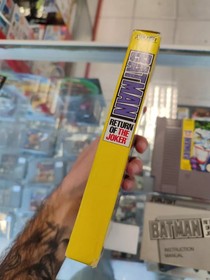 BATMAN
RETURN
OF THE
JOKER
BATMAN
INSTRUCTION
MANUAL